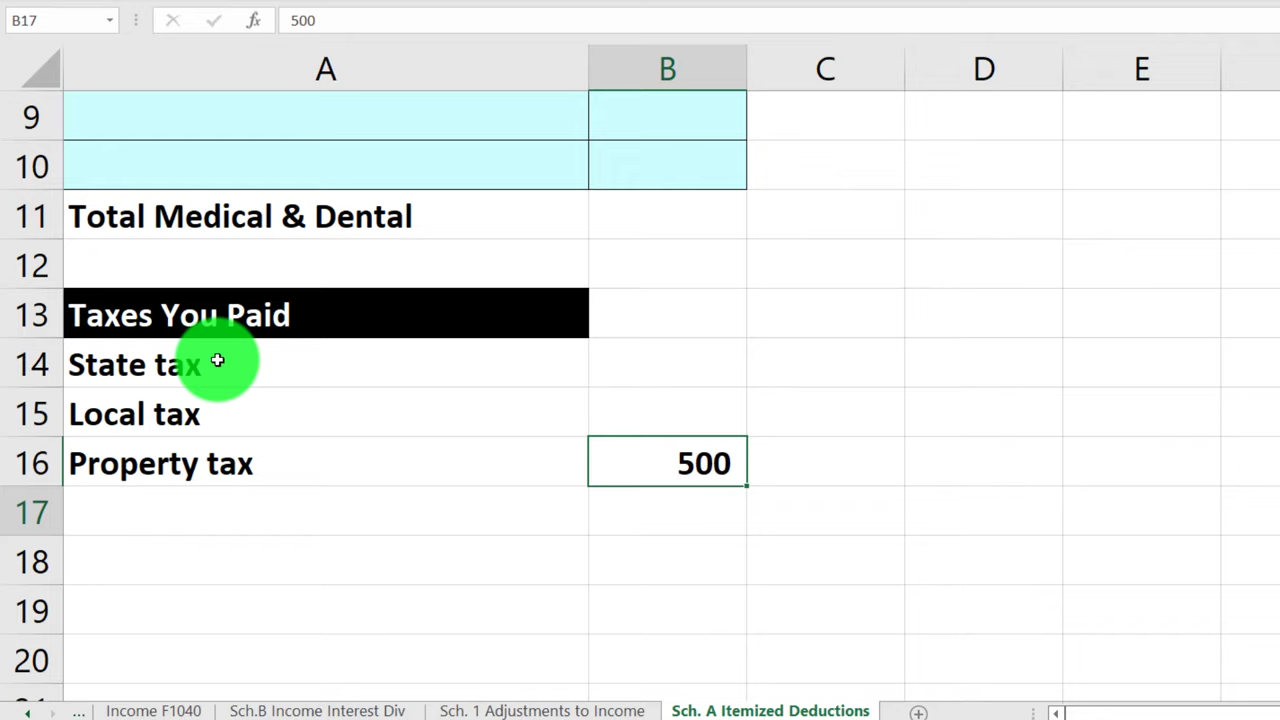 B17 fx 500
A B C D E
9
10
11 Total Medical & Dental
12
13 Taxes You Paid
14 State tax
15 Local tax
16 Property tax 500
17
18
19
20
... Income F1040 Sch.B Income Interest Div Sch. 1 Adjustments to Income Sch. A Itemized Deductions